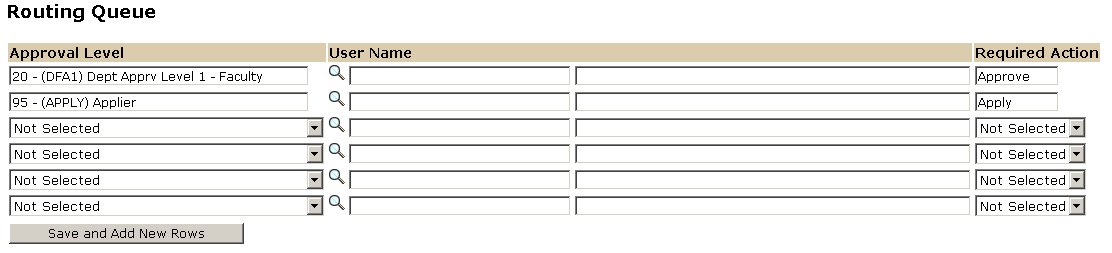 Routing Queue
Approval Level User Name Required Action
20 - (DFA1) Dept Apprv Level 1 - Faculty Approve
95 - (APPLY) Applier Apply
Not Selected Not Selected
Not Selected Not Selected
Not Selected Not Selected
Not Selected Not Selected
Save and Add New Rows